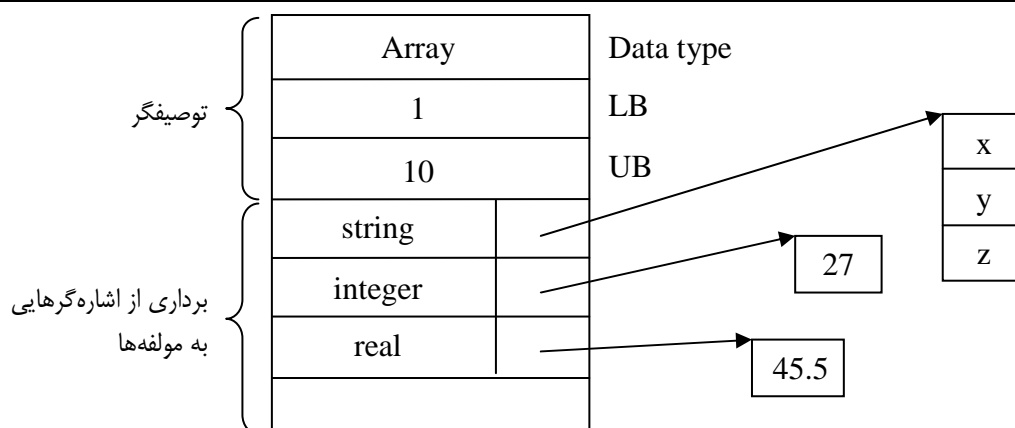 Array Data type
توصیفگر
1 LB
10 UB
string
x
y
z
integer
27
برداری از اشاره‌گرهایی
به مولفه‌ها
real
45.5